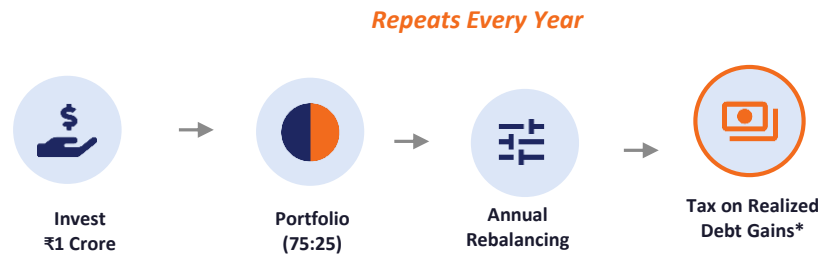 Repeats Every Year
$
Invest
₹1 Crore
Portfolio
(75:25)
Annual
Rebalancing
Tax on Realized
Debt Gains*